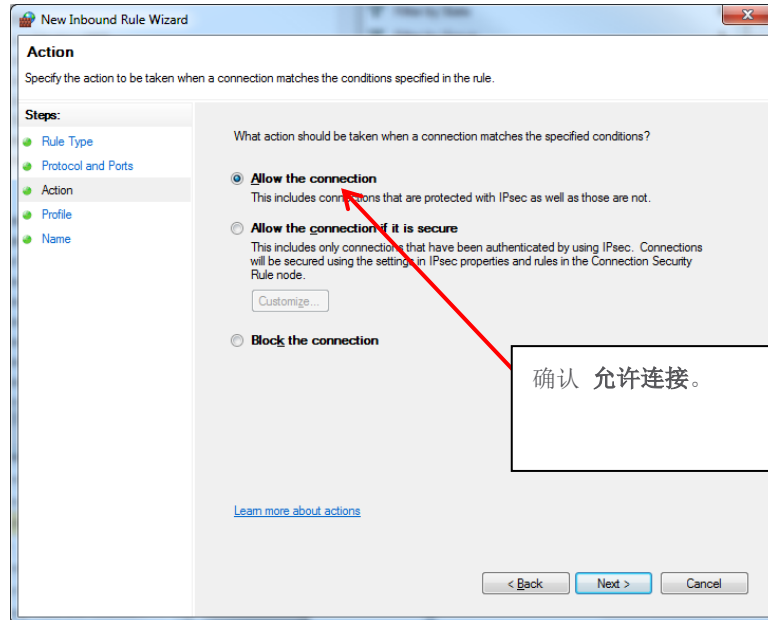 New Inbound Rule Wizard
Action
Specify the action to be taken when a connection matches the conditions specified in the rule.
Steps:
Rule Type
Protocol and Ports
Action
Profile
Name
What action should be taken when a connection matches the specified conditions?
Allow the connection
This includes connections that are protected with IPsec as well as those are not.
Allow the connection if it is secure
This includes only connections that have been authenticated by using IPsec. Connections
will be secured using the settings in IPsec properties and rules in the Connection Security
Rule node.
Customize...
Block the connection
确认 允许连接。
Learn more about actions
< Back
Next >
Cancel